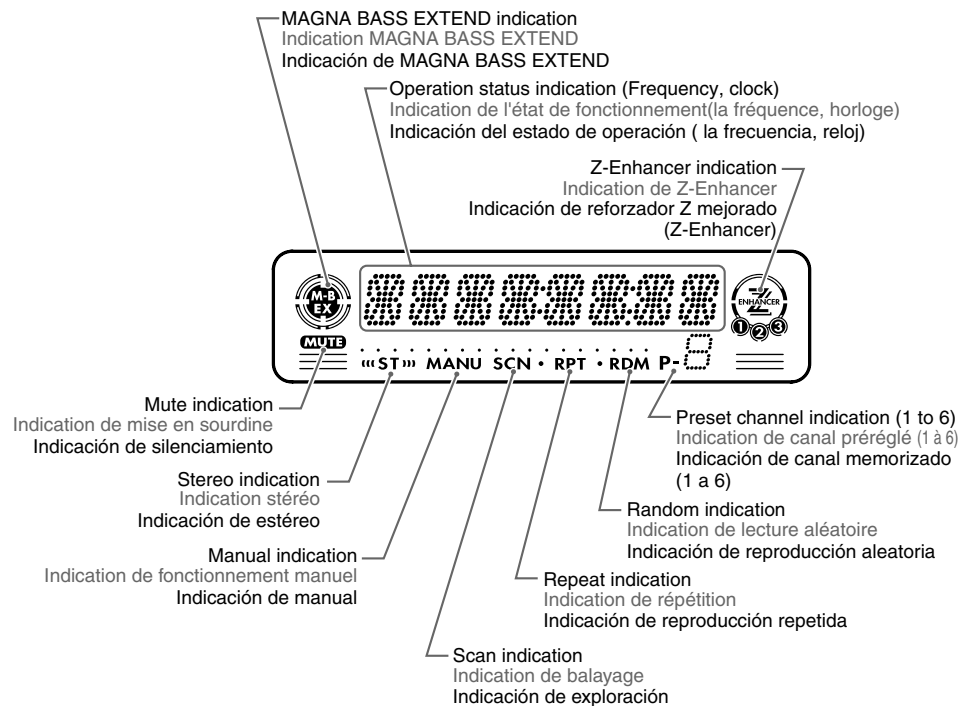 MAGNA BASS EXTEND indication
Indication MAGNA BASS EXTEND
Indicación de MAGNA BASS EXTEND
Operation status indication (Frequency, clock)
Indication de l'état de fonctionnement(la fréquence, horloge)
Indicación del estado de operación ( la frecuencia, reloj)
Z-Enhancer indication
Indication de Z-Enhancer
Indicación de reforzador Z mejorado
(Z-Enhancer)
M-B
EX
Z
ENHANCER
1 2 3
MUTE
ST MANU SCN • RPT • RDM P-8
Mute indication
Indication de mise en sourdine
Indicación de silenciamiento
Stereo indication
Indication stéréo
Indicación de estéreo
Manual indication
Indication de fonctionnement manuel
Indicación de manual
Preset channel indication (1 to 6)
Indication de canal préréglé (1 à 6)
Indicación de canal memorizado
(1 a 6)
Random indication
Indication de lecture aléatoire
Indicación de reproducción aleatoria
Repeat indication
Indication de répétition
Indicación de reproducción repetida
Scan indication
Indication de balayage
Indicación de exploración